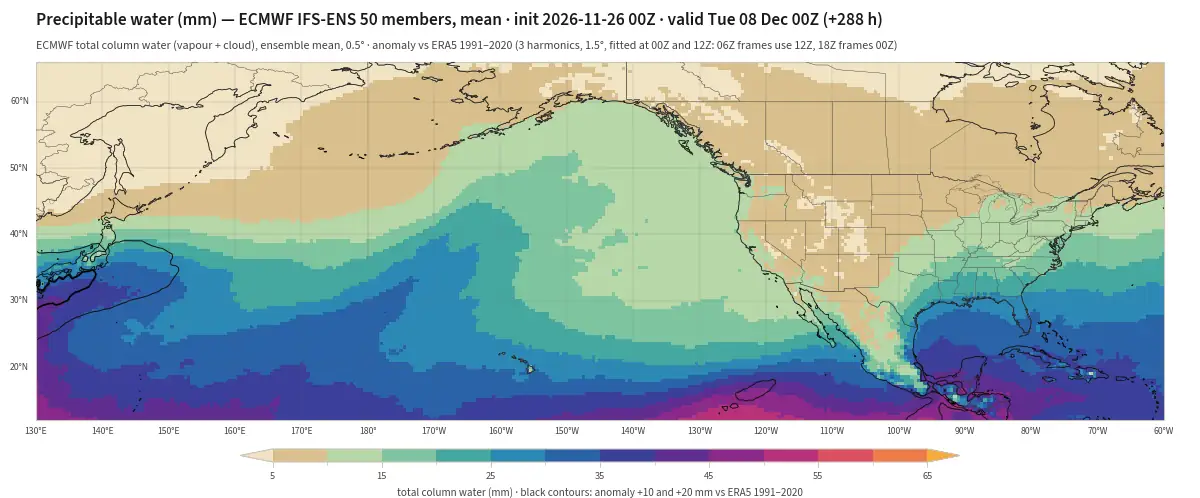 Precipitable water (mm) — ECMWF IFS-ENS 50 members, mean · init 2026-11-26 00Z · valid Tue 08 Dec 00Z (+288 h)
ECMWF total column water (vapour + cloud), ensemble mean, 0.5° · anomaly vs ERA5 1991–2020 (3 harmonics, 1.5°, fitted at 00Z and 12Z: 06Z frames use 12Z, 18Z frames 00Z)
60°N
50°N
40°N
30°N
20°N
130°E 140°E 150°E 160°E 170°E 180° 170°W 160°W 150°W 140°W 130°W 120°W 110°W 100°W 90°W 80°W 70°W 60°W
5 15 25 35 45 55 65
total column water (mm) · black contours: anomaly +10 and +20 mm vs ERA5 1991–2020